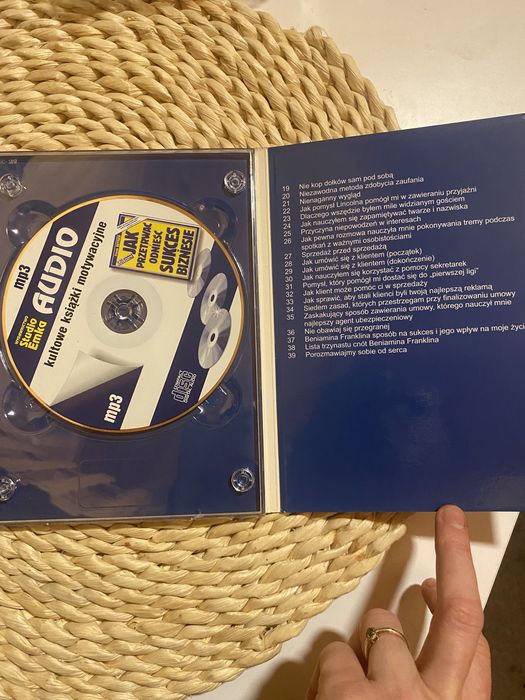 WYDAWNICTWO
Studio
Emka
AUDIO
mp3
kultowe książki motywacyjne
JAK
PRZETRWAĆ
I ODNIEŚĆ
SUKCES
W BIZNESIE
mp3
COMPACT
disc
19 Nie kop dołków sam pod sobą
20 Niezawodna metoda zdobycia zaufania
21 Nienaganny wygląd
22 Jak pomysł Lincolna pomógł mi w zawieraniu przyjaźni
23 Dlaczego wszędzie byłem mile widzianym gościem
24 Jak nauczyłem się zapamiętywać twarze i nazwiska
25 Przyczyna niepowodzeń w interesach
26 Jak pewna rozmowa nauczyła mnie pokonywania tremy podczas
spotkań z ważnymi osobistościami
27 Sprzedaż przed sprzedażą
28 Jak umówić się z klientem (początek)
29 Jak umówić się z klientem (dokończenie)
30 Jak nauczyłem się korzystać z pomocy sekretarek
31 Pomysł, który pomógł mi dostać się do „pierwszej ligi”
32 Jak klient może pomóc ci w sprzedaży
33 Jak sprawić, aby stali klienci byli twoją najlepszą reklamą
34 Siedem zasad, których przestrzegam przy finalizowaniu umowy
35 Zaskakujący sposób zawierania umowy, którego nauczył mnie
najlepszy agent ubezpieczeniowy
36 Nie obawiaj się przegranej
37 Beniamina Franklina sposób na sukces i jego wpływ na moje życie
38 Lista trzynastu cnót Beniamina Franklina
39 Porozmawiajmy sobie od serca